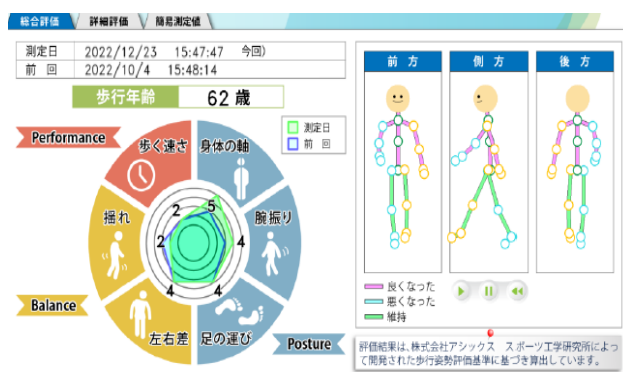 総合評価 詳細評価 簡易測定値
測定日 2022/12/23 15:47:47 今回)
前 回 2022/10/4 15:48:14
歩行年齢 62 歳
測定日
前 回
Performance
歩く速さ
身体の軸
揺れ
腕振り
2
5
2
4
4
4
Balance
左右差
足の運び
Posture
前 方
側 方
後 方
良くなった
悪くなった
維持
評価結果は、株式会社アシックス スポーツ工学研究所によっ
て開発された歩行姿勢評価基準に基づき算出しています。